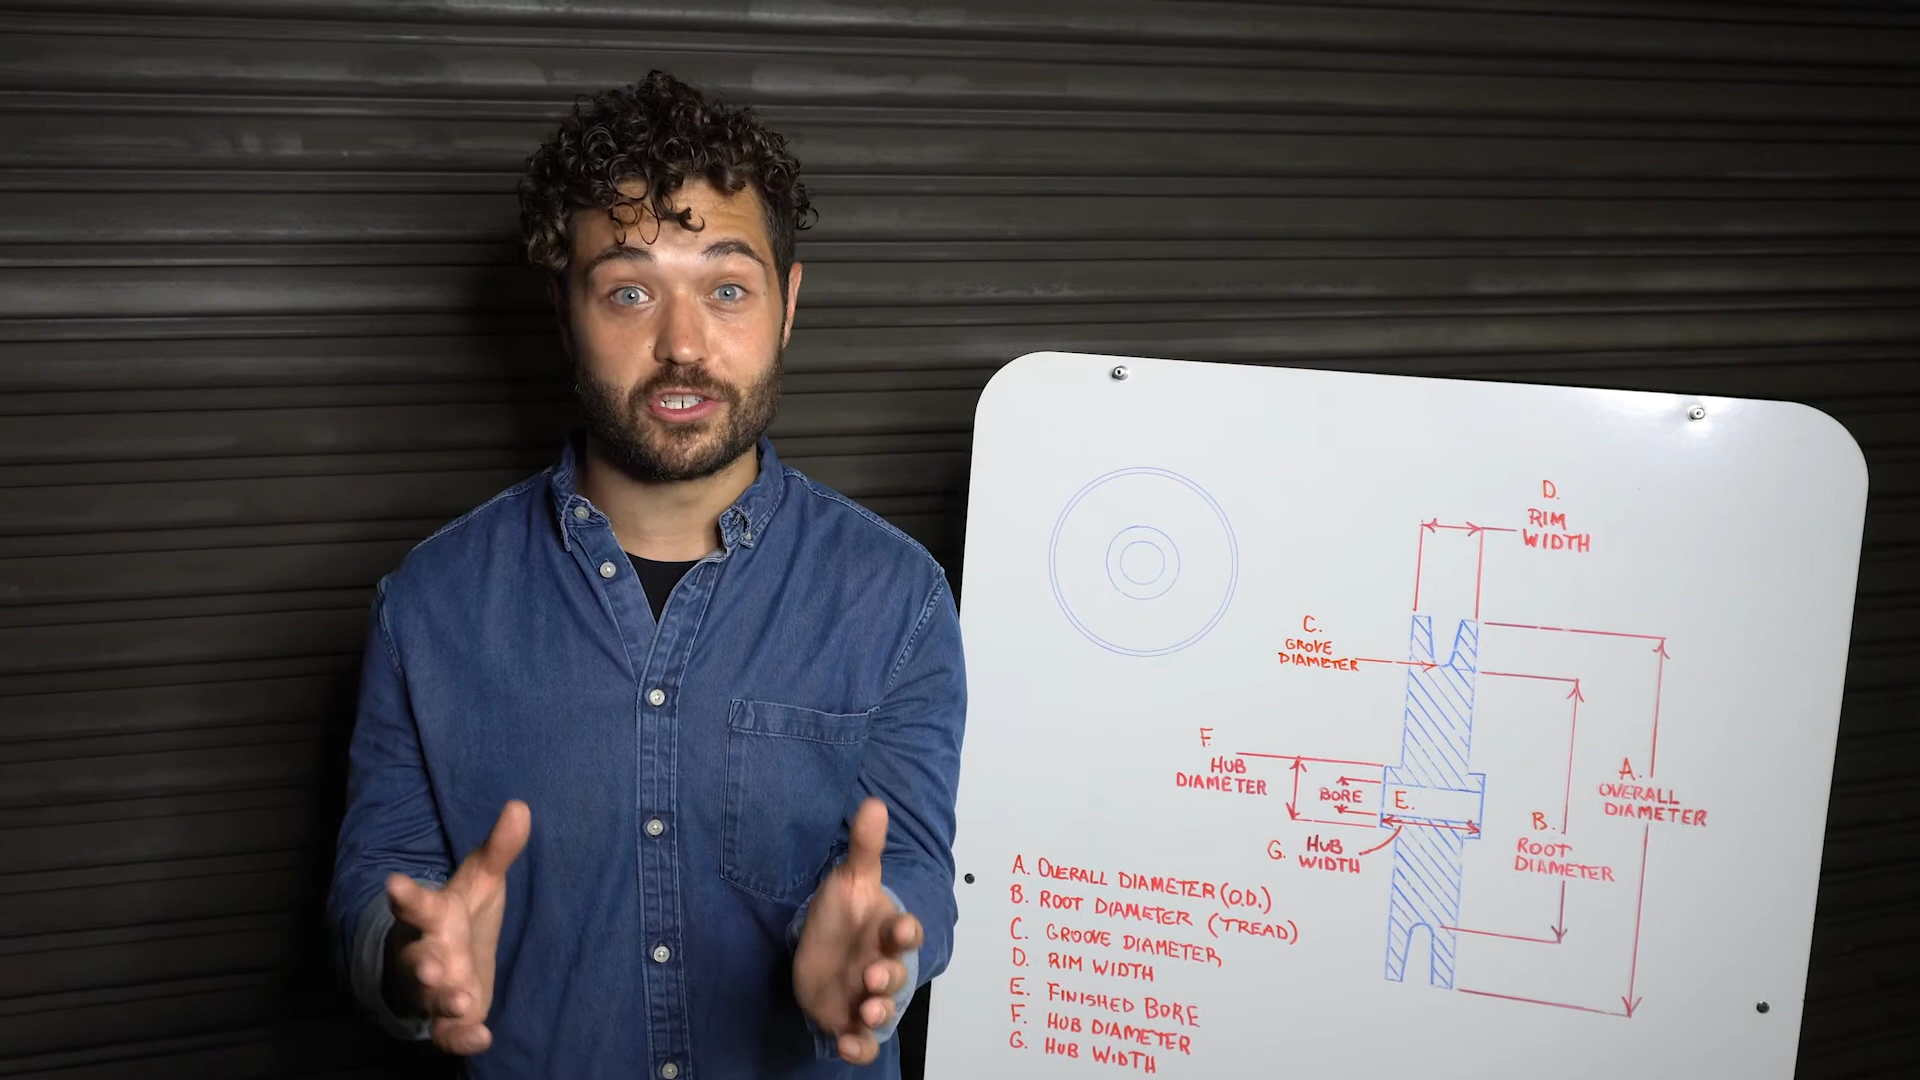 D.
RIM
WIDTH
C.
GROVE
DIAMETER
F.
HUB
DIAMETER
BORE
E.
G. HUB
WIDTH
A.
OVERALL
DIAMETER
B.
ROOT
DIAMETER
A. OVERALL DIAMETER (O.D.)
B. ROOT DIAMETER (TREAD)
C. GROOVE DIAMETER
D. RIM WIDTH
E. FINISHED BORE
F. HUB DIAMETER
G. HUB WIDTH